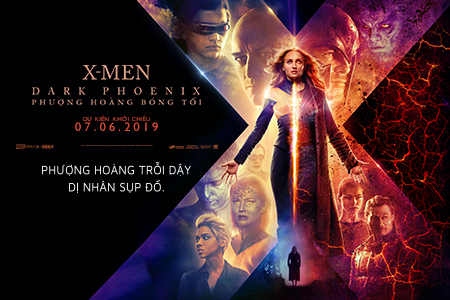 X-MEN
DARK PHOENIX
PHƯỢNG HOÀNG BÓNG TỐI
DỰ KIẾN KHỞI CHIẾU
07.06.2019
PHƯỢNG HOÀNG TRỖI DẬY
DỊ NHÂN SỤP ĐỔ.